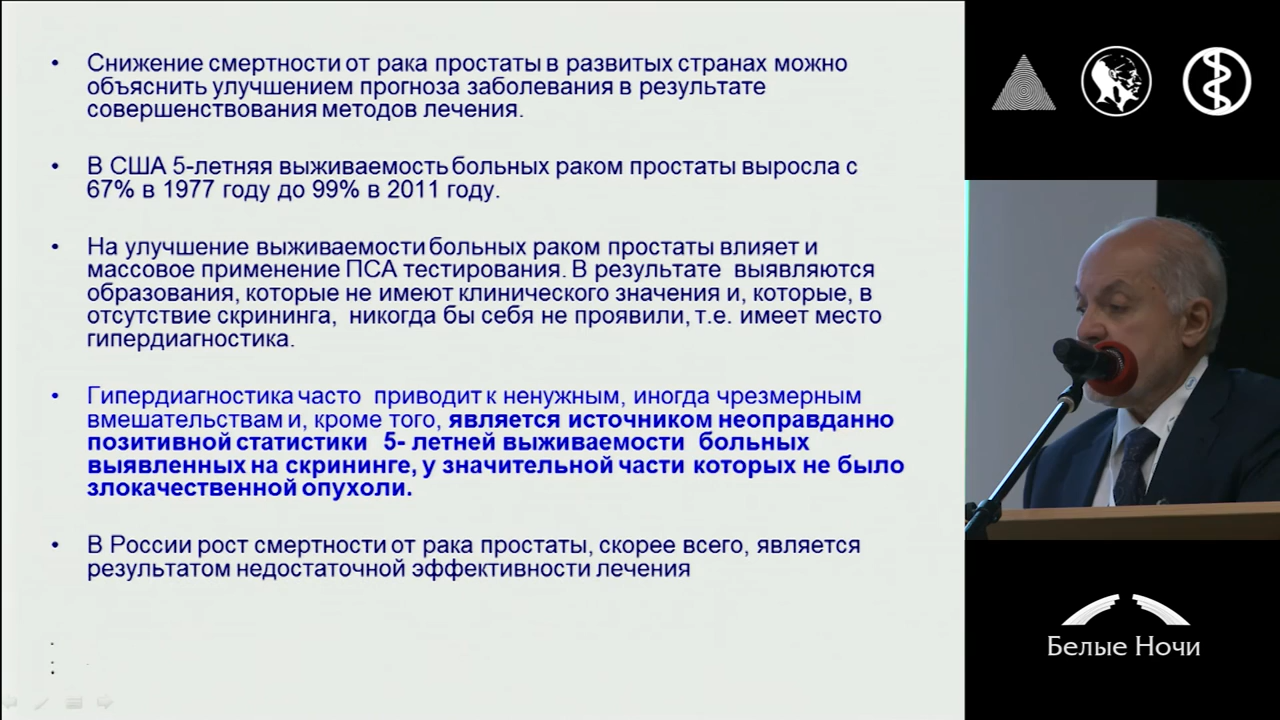 • Снижение смертности от рака простаты в развитых странах можно
объяснить улучшением прогноза заболевания в результате
совершенствования методов лечения.
• В США 5-летняя выживаемость больных раком простаты выросла с
67% в 1977 году до 99% в 2011 году.
• На улучшение выживаемости больных раком простаты влияет и
массовое применение ПСА тестирования. В результате выявляются
образования, которые не имеют клинического значения и, которые, в
отсутствие скрининга, никогда бы себя не проявили, т.е. имеет место
гипердиагностика.
• Гипердиагностика часто приводит к ненужным, иногда чрезмерным
вмешательствам и, кроме того, является источником неоправданно
позитивной статистики 5- летней выживаемости больных
выявленных на скрининге, у значительной части которых не было
злокачественной опухоли.
• В России рост смертности от рака простаты, скорее всего, является
результатом недостаточной эффективности лечения
Белые Ночи